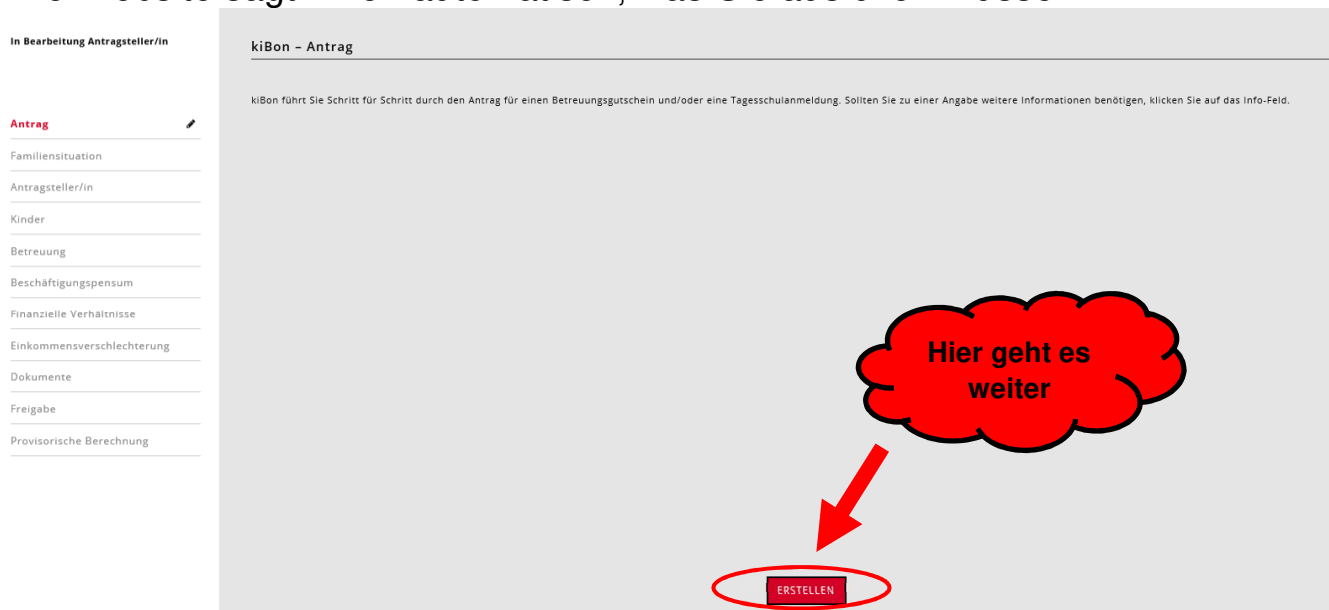 In Bearbeitung Antragsteller/in
kiBon – Antrag
kiBon führt Sie Schritt für Schritt durch den Antrag für einen Betreuungsgutschein und/oder eine Tagesschulanmeldung. Sollten Sie zu einer Angabe weitere Informationen benötigen, klicken Sie auf das Info-Feld.
Antrag
Familiensituation
Antragsteller/in
Kinder
Betreuung
Beschäftigungspensum
Finanzielle Verhältnisse
Einkommensverschlechterung
Dokumente
Freigabe
Provisorische Berechnung
Hier geht es
weiter
ERSTELLEN